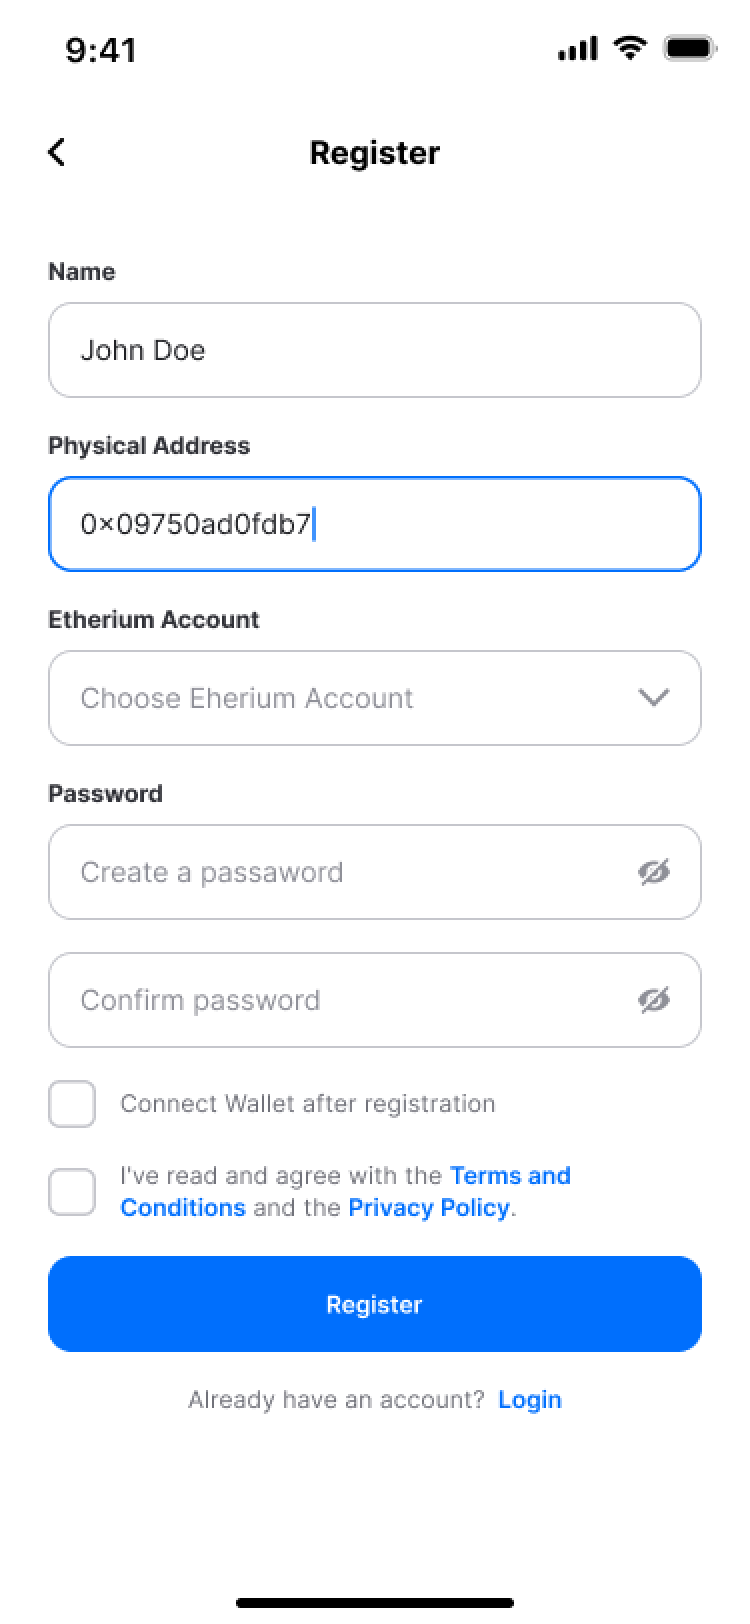 9:41
Register
Name
John Doe
Physical Address
0×09750ad0fdb7
Etherium Account
Choose Eherium Account
Password
Create a passaword
Confirm password
Connect Wallet after registration
I've read and agree with the Terms and
Conditions and the Privacy Policy.
Register
Already have an account? Login